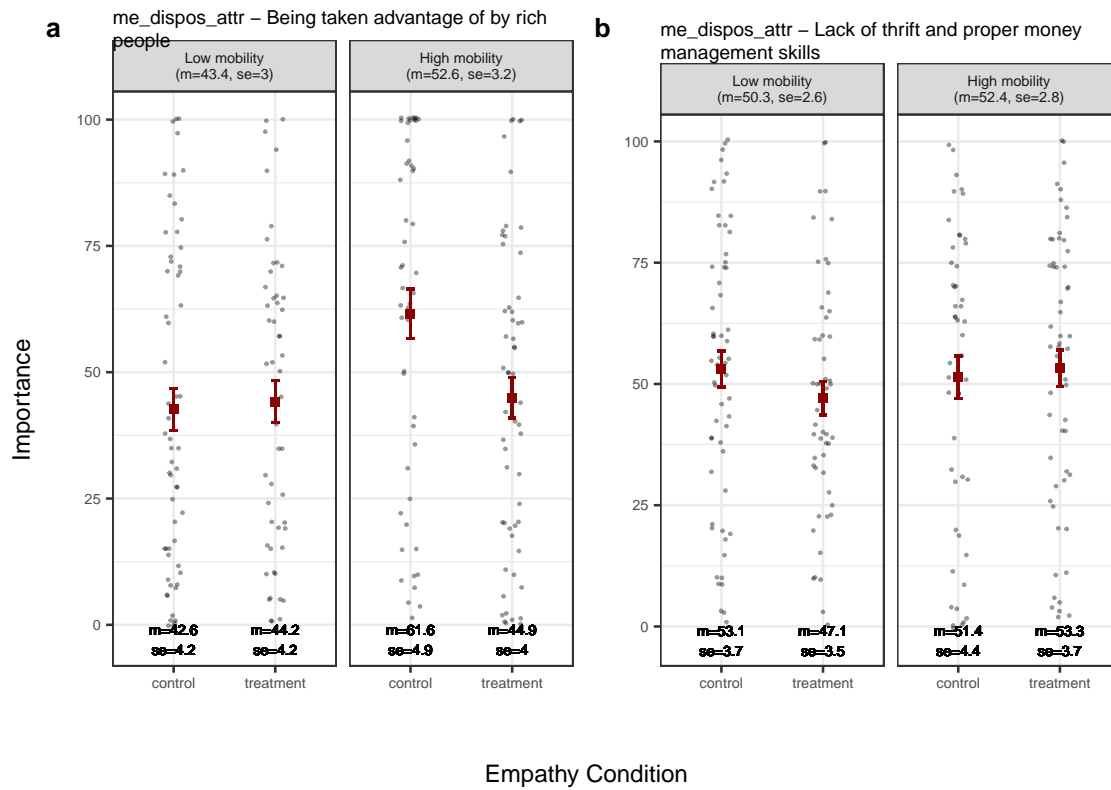 a
me_dispos_attr – Being taken advantage of by rich
people
Low mobility
(m=43.4, se=3)
High mobility
(m=52.6, se=3.2)
100
75
50
25
0
m=42.6
se=4.2
m=44.2
se=4.2
m=61.6
se=4.9
m=44.9
se=4
control
treatment
control
treatment
b
me_dispos_attr – Lack of thrift and proper money
management skills
Low mobility
(m=50.3, se=2.6)
High mobility
(m=52.4, se=2.8)
100
75
50
25
0
m=53.1
se=3.7
m=47.1
se=3.5
m=51.4
se=4.4
m=53.3
se=3.7
control
treatment
control
treatment
Importance
Empathy Condition